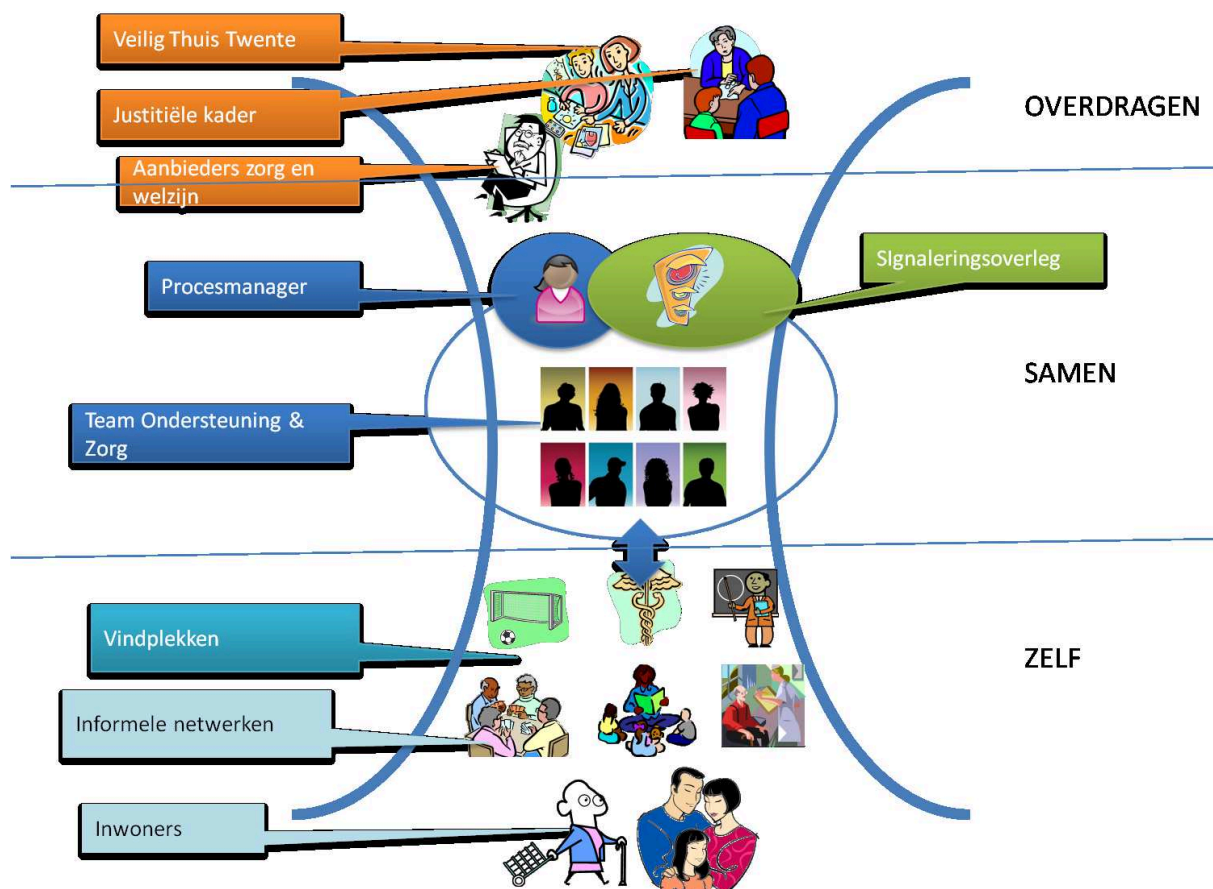 Veilig Thuis Twente
Justitiële kader
OVERDRAGEN
Aanbieders zorg en
welzijn
SIgnaleringsoverleg
Procesmanager
SAMEN
Team Ondersteuning &
Zorg
Vindplekken
ZELF
Informele netwerken
Inwoners